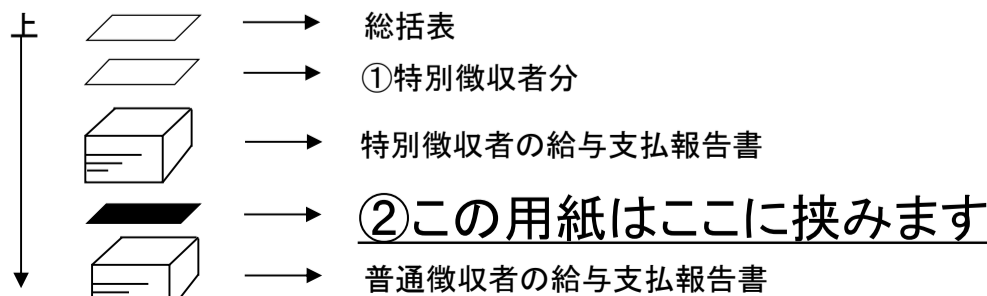 上
総括表
①特別徴収者分
特別徴収者の給与支払報告書
②この用紙はここに挟みます
普通徴収者の給与支払報告書